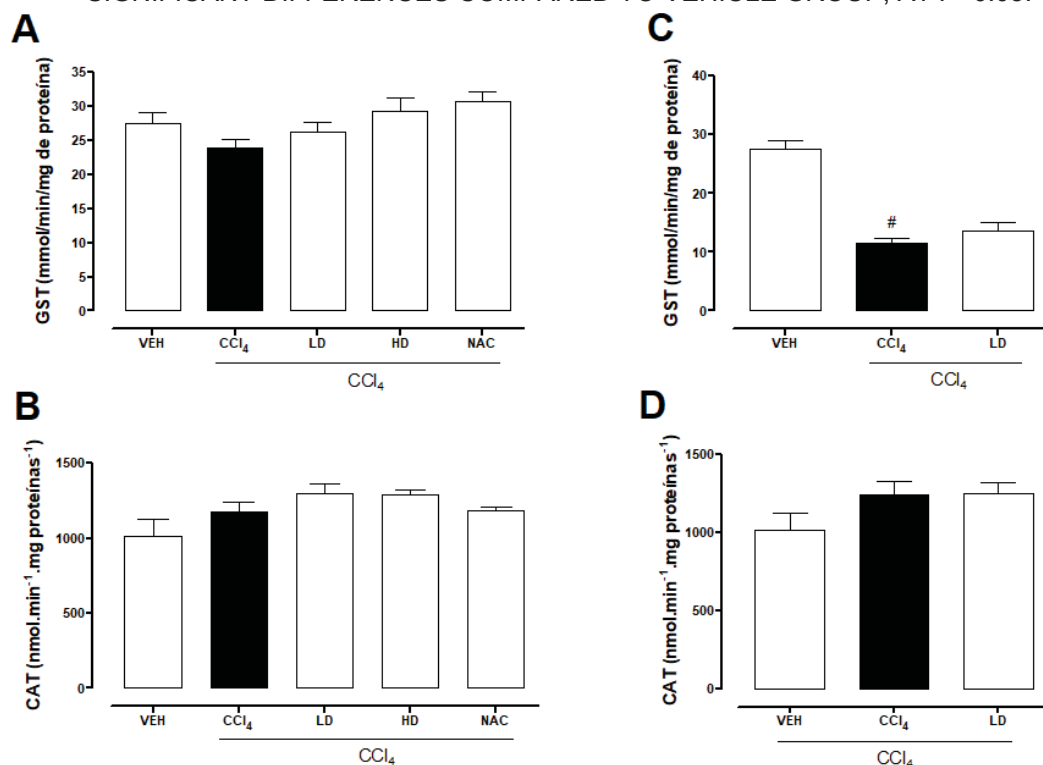 SIGNIFICANT DIFFERENCES COMPARED TO VEHICLE GROUP,
A
GST (mmol/min/mg de proteína)
35
30
25
20
15
10
5
0
VEH CCl₄ LD HD NAC
CCl₄
C
GST (mmol/min/mg de proteína)
40
30
20
10
0
#
VEH CCl₄ LD
CCl₄
B
CAT (nmol.min⁻¹.mg proteínas⁻¹)
1500
1000
500
0
VEH CCl₄ LD HD NAC
CCl₄
D
CAT (nmol.min⁻¹.mg proteínas⁻¹)
1500
1000
500
0
VEH CCl₄ LD
CCl₄